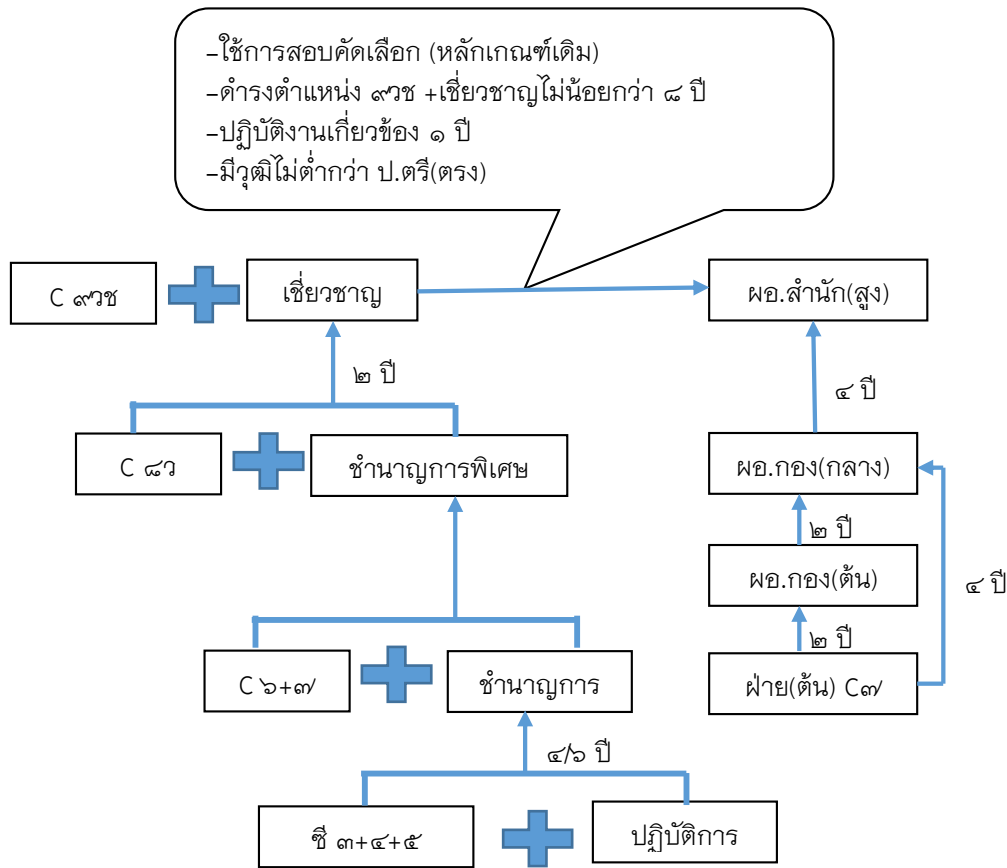 -ใช้การสอบคัดเลือก (หลักเกณฑ์เดิม)
-ดำรงตำแหน่ง ๙วช +เชี่ยวชาญไม่น้อยกว่า ๘ ปี
-ปฏิบัติงานเกี่ยวข้อง ๑ ปี
-มีวุฒิไม่ต่ำกว่า ป.ตรี(ตรง)
C ๙วช
เชี่ยวชาญ
ผอ.สำนัก(สูง)
๒ ปี
๔ ปี
C ๘ว
ชำนาญการพิเศษ
ผอ.กอง(กลาง)
๒ ปี
ผอ.กอง(ต้น)
๔ ปี
๒ ปี
C ๖+๗
ชำนาญการ
ฝ่าย(ต้น) C๗
๔/๖ ปี
ซี ๓+๔+๕
ปฏิบัติการ